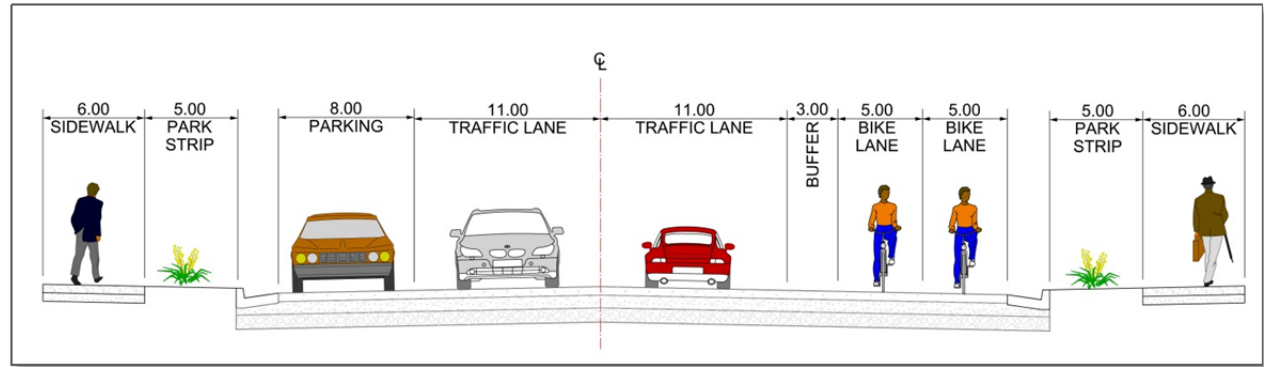 ℄
6.00
SIDEWALK
5.00
PARK
STRIP
8.00
PARKING
11.00
TRAFFIC LANE
11.00
TRAFFIC LANE
3.00
BUFFER
5.00
BIKE
LANE
5.00
BIKE
LANE
5.00
PARK
STRIP
6.00
SIDEWALK